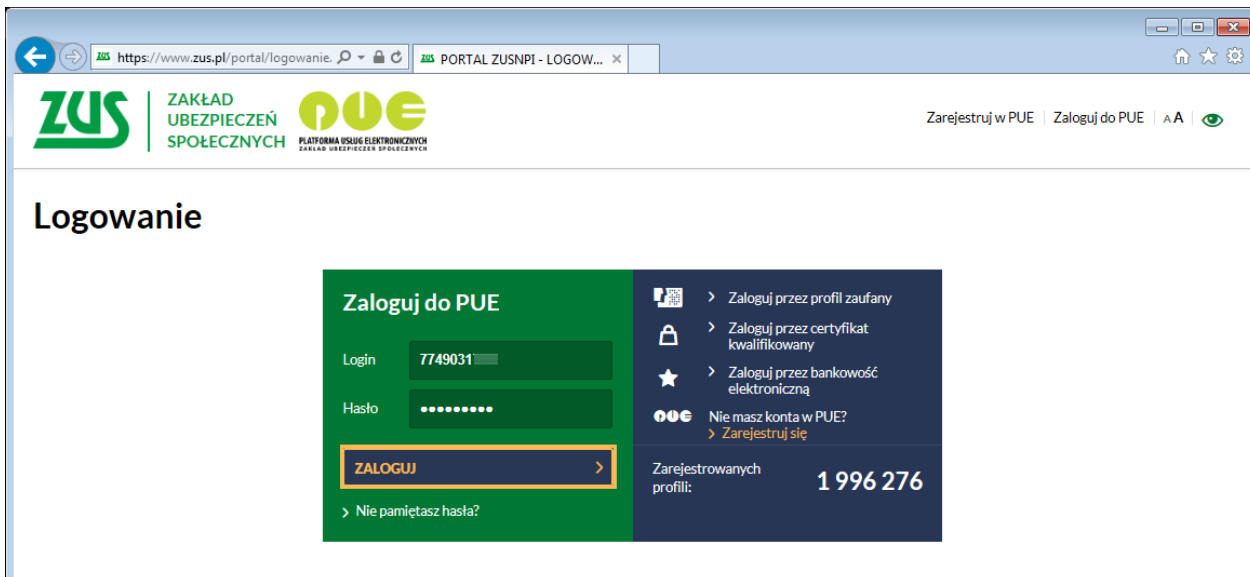 https://www.zus.pl/portal/logowanie.
PORTAL ZUSNPI - LOGOW...
ZUS
ZAKŁAD
UBEZPIECZEŃ
SPOŁECZNYCH
PUE
PLATFORMA USŁUG ELEKTRONICZNYCH
ZAKŁAD UBEZPIECZEŃ SPOŁECZNYCH
Zarejestruj w PUE
Zaloguj do PUE
A A
Logowanie
Zaloguj do PUE
Login
7749031
Hasło
•••••••••
ZALOGUJ
Nie pamiętasz hasła?
Zaloguj przez profil zaufany
Zaloguj przez certyfikat
kwalifikowany
Zaloguj przez bankowość
elektroniczną
PUE
Nie masz konta w PUE?
Zarejestruj się
Zarejestrowanych
profili:
1 996 276